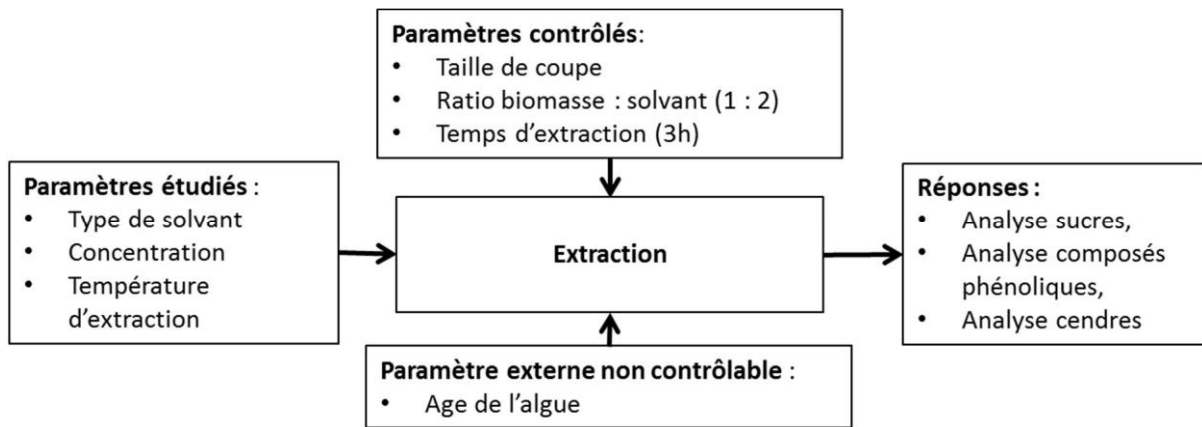 Paramètres contrôlés:
• Taille de coupe
• Ratio biomasse : solvant (1 : 2)
• Temps d’extraction (3h)
Paramètres étudiés :
• Type de solvant
• Concentration
• Température
d’extraction
Extraction
Réponses :
• Analyse sucres,
• Analyse composés
phénoliques,
• Analyse cendres
Paramètre externe non contrôlable :
• Age de l’algue